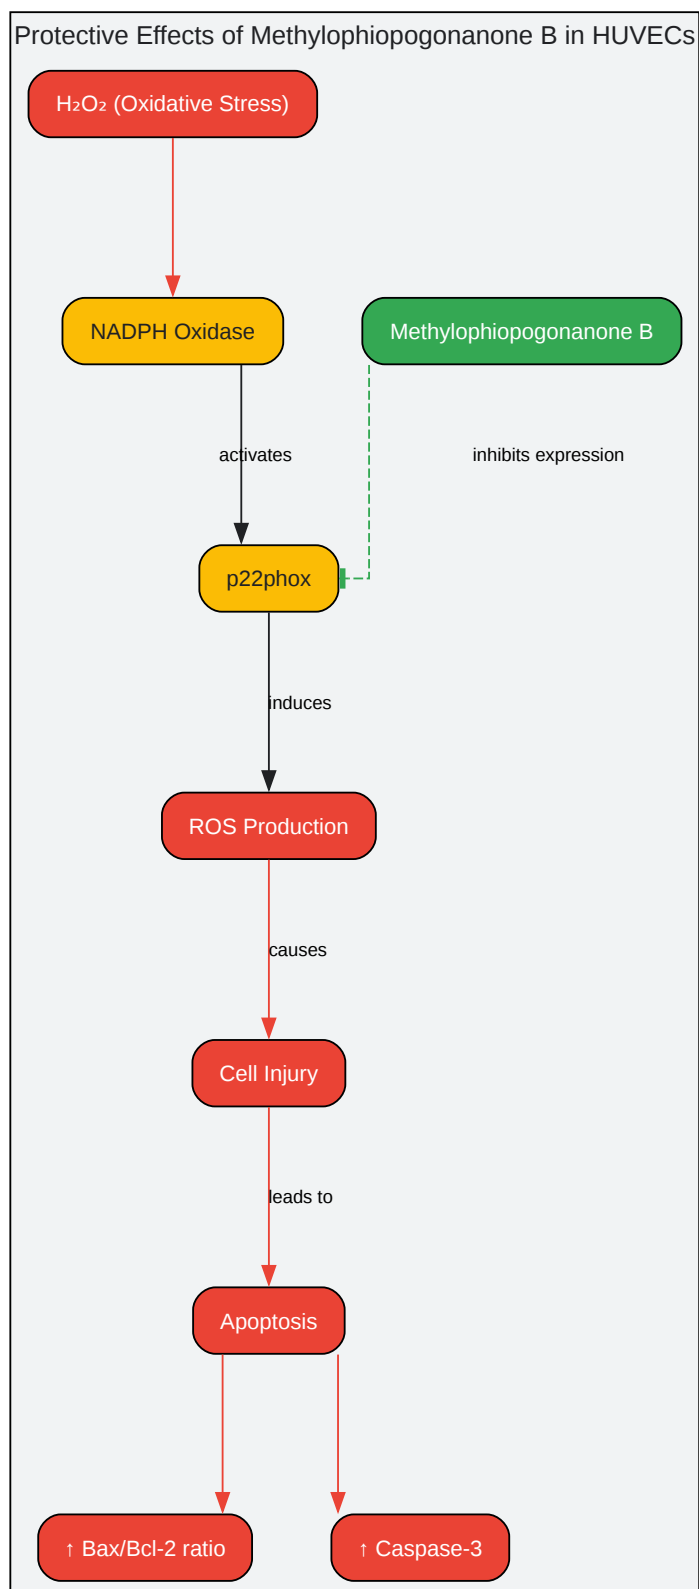 Protective Effects of Methylophiopogonanone B in HUVECs
H₂O₂ (Oxidative Stress)
NADPH Oxidase
Methylophiopogonanone B
activates
inhibits expression
p22phox
induces
ROS Production
causes
Cell Injury
leads to
Apoptosis
↑ Bax/Bcl-2 ratio
↑ Caspase-3